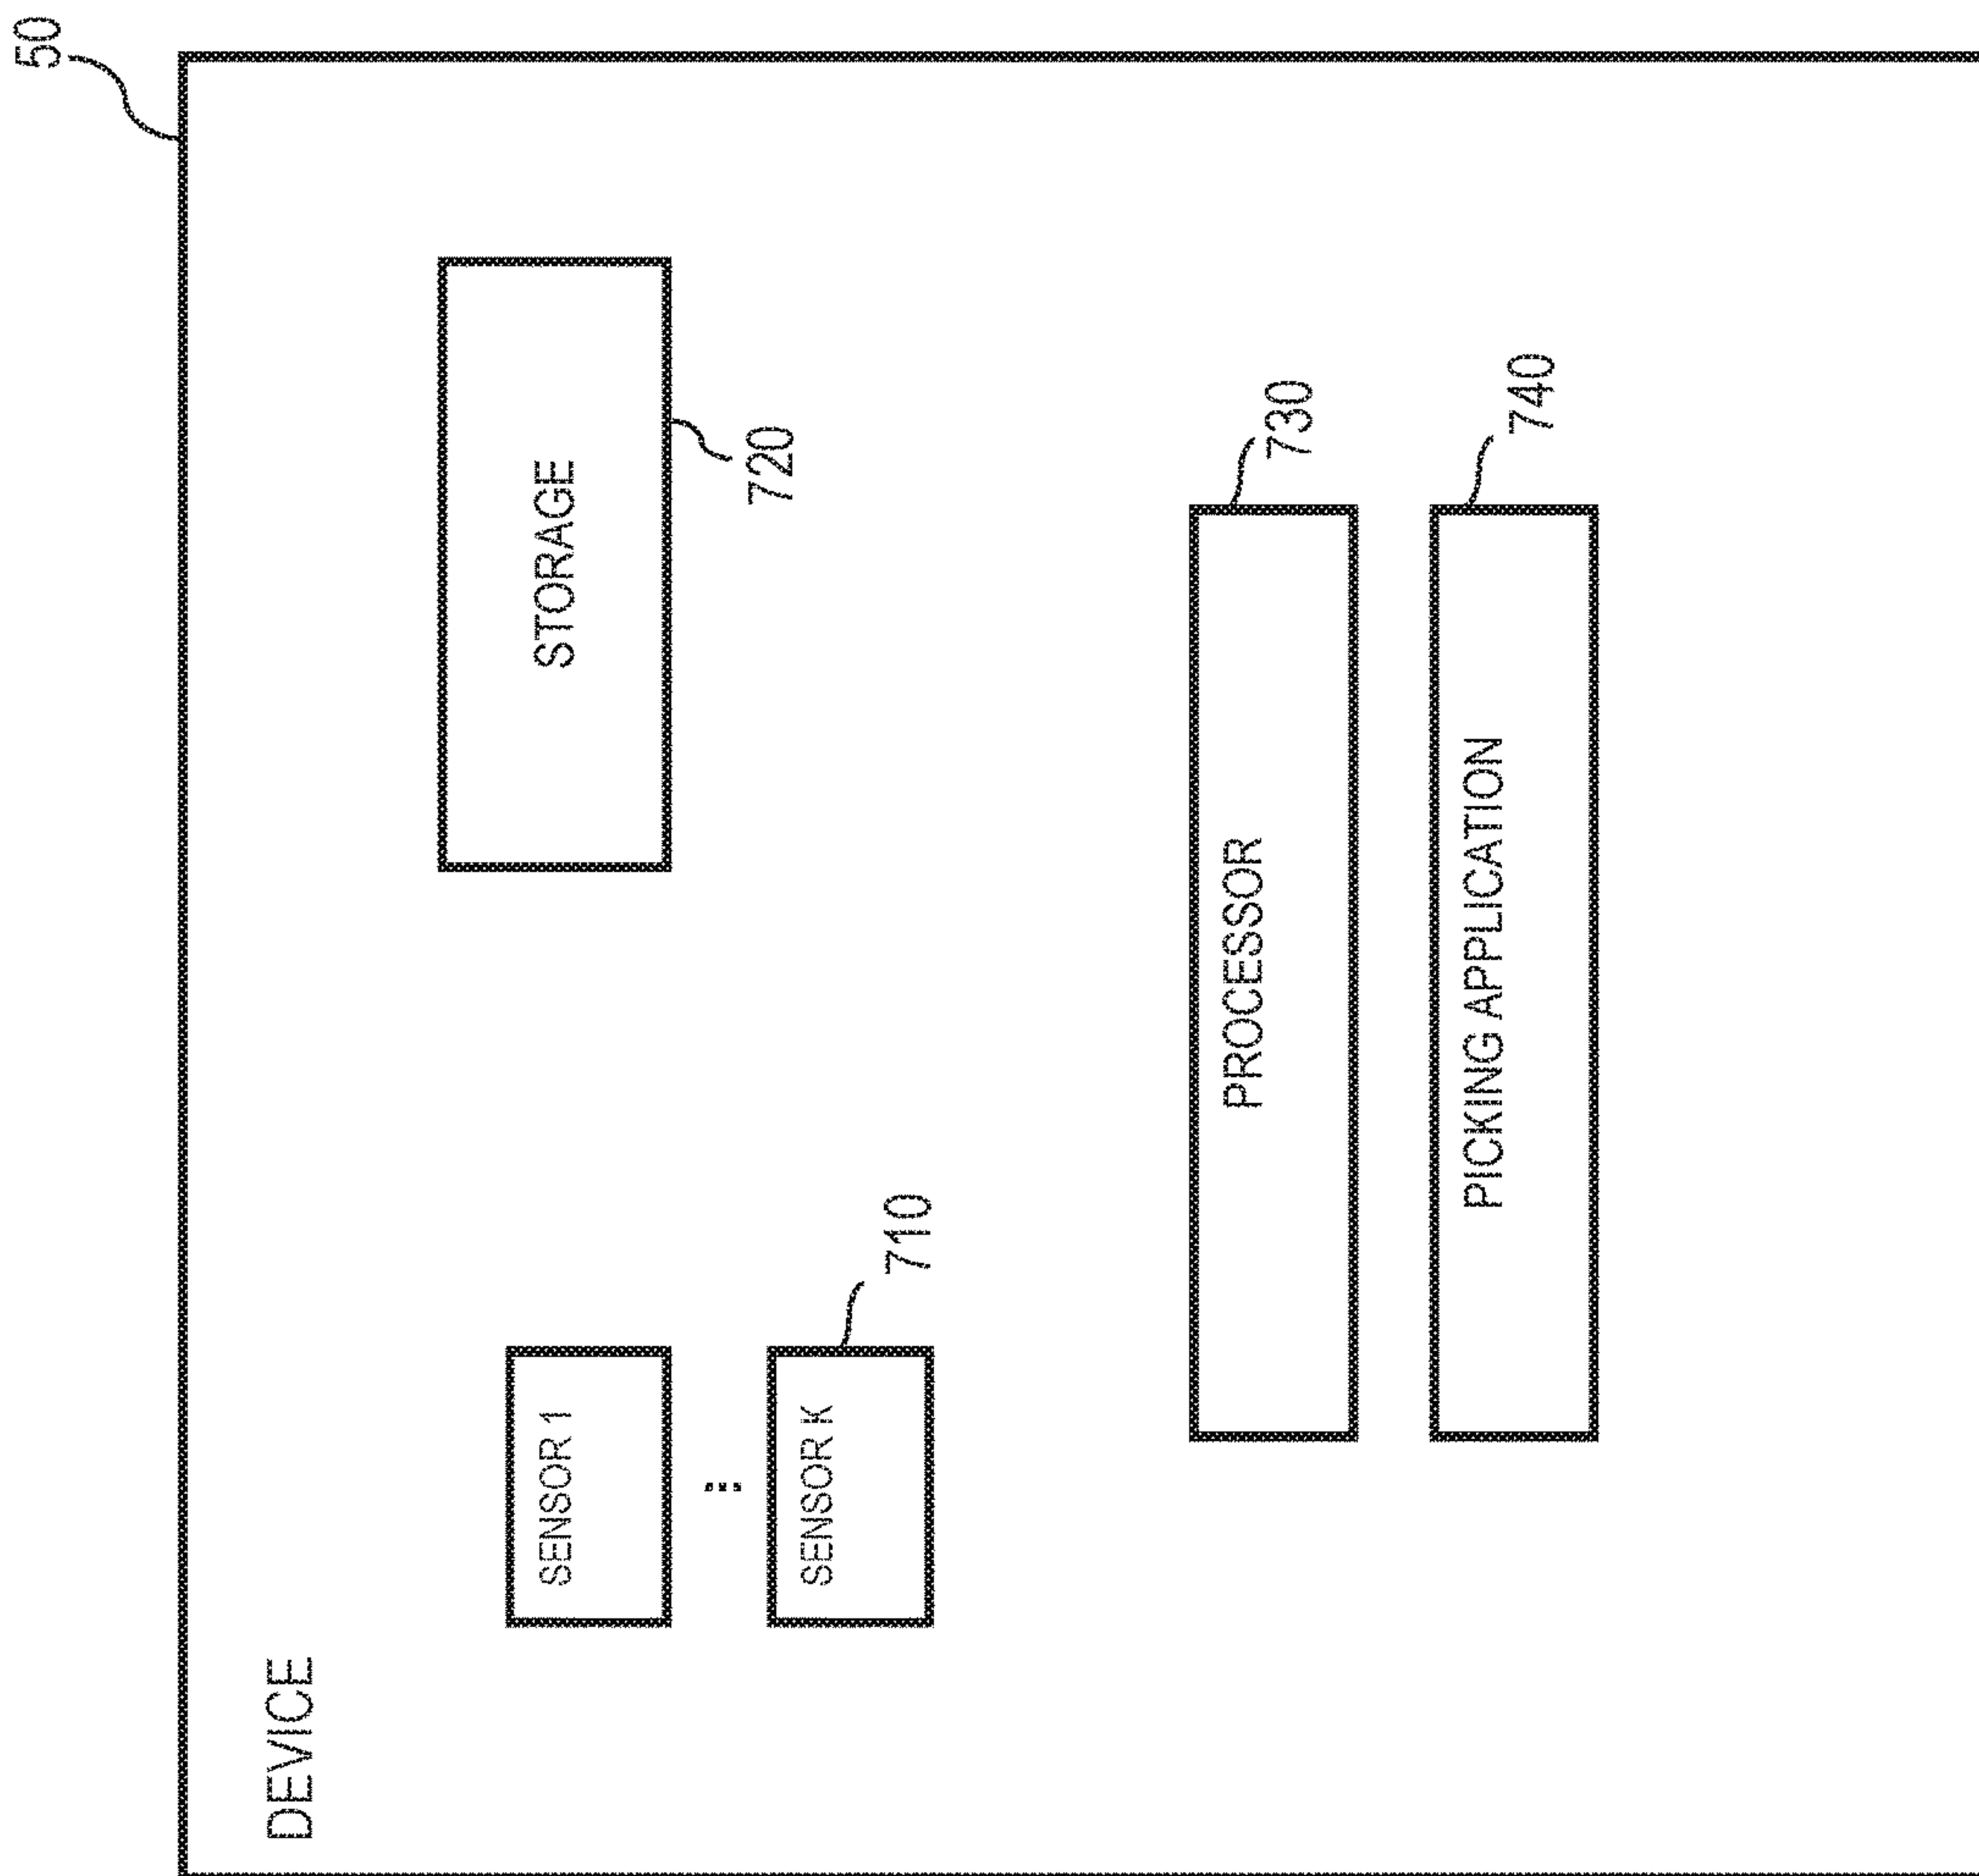 50
DEVICE
STORAGE
720
SENSOR 1
...
SENSOR K
710
PROCESSOR
730
PICKING APPLICATION
740